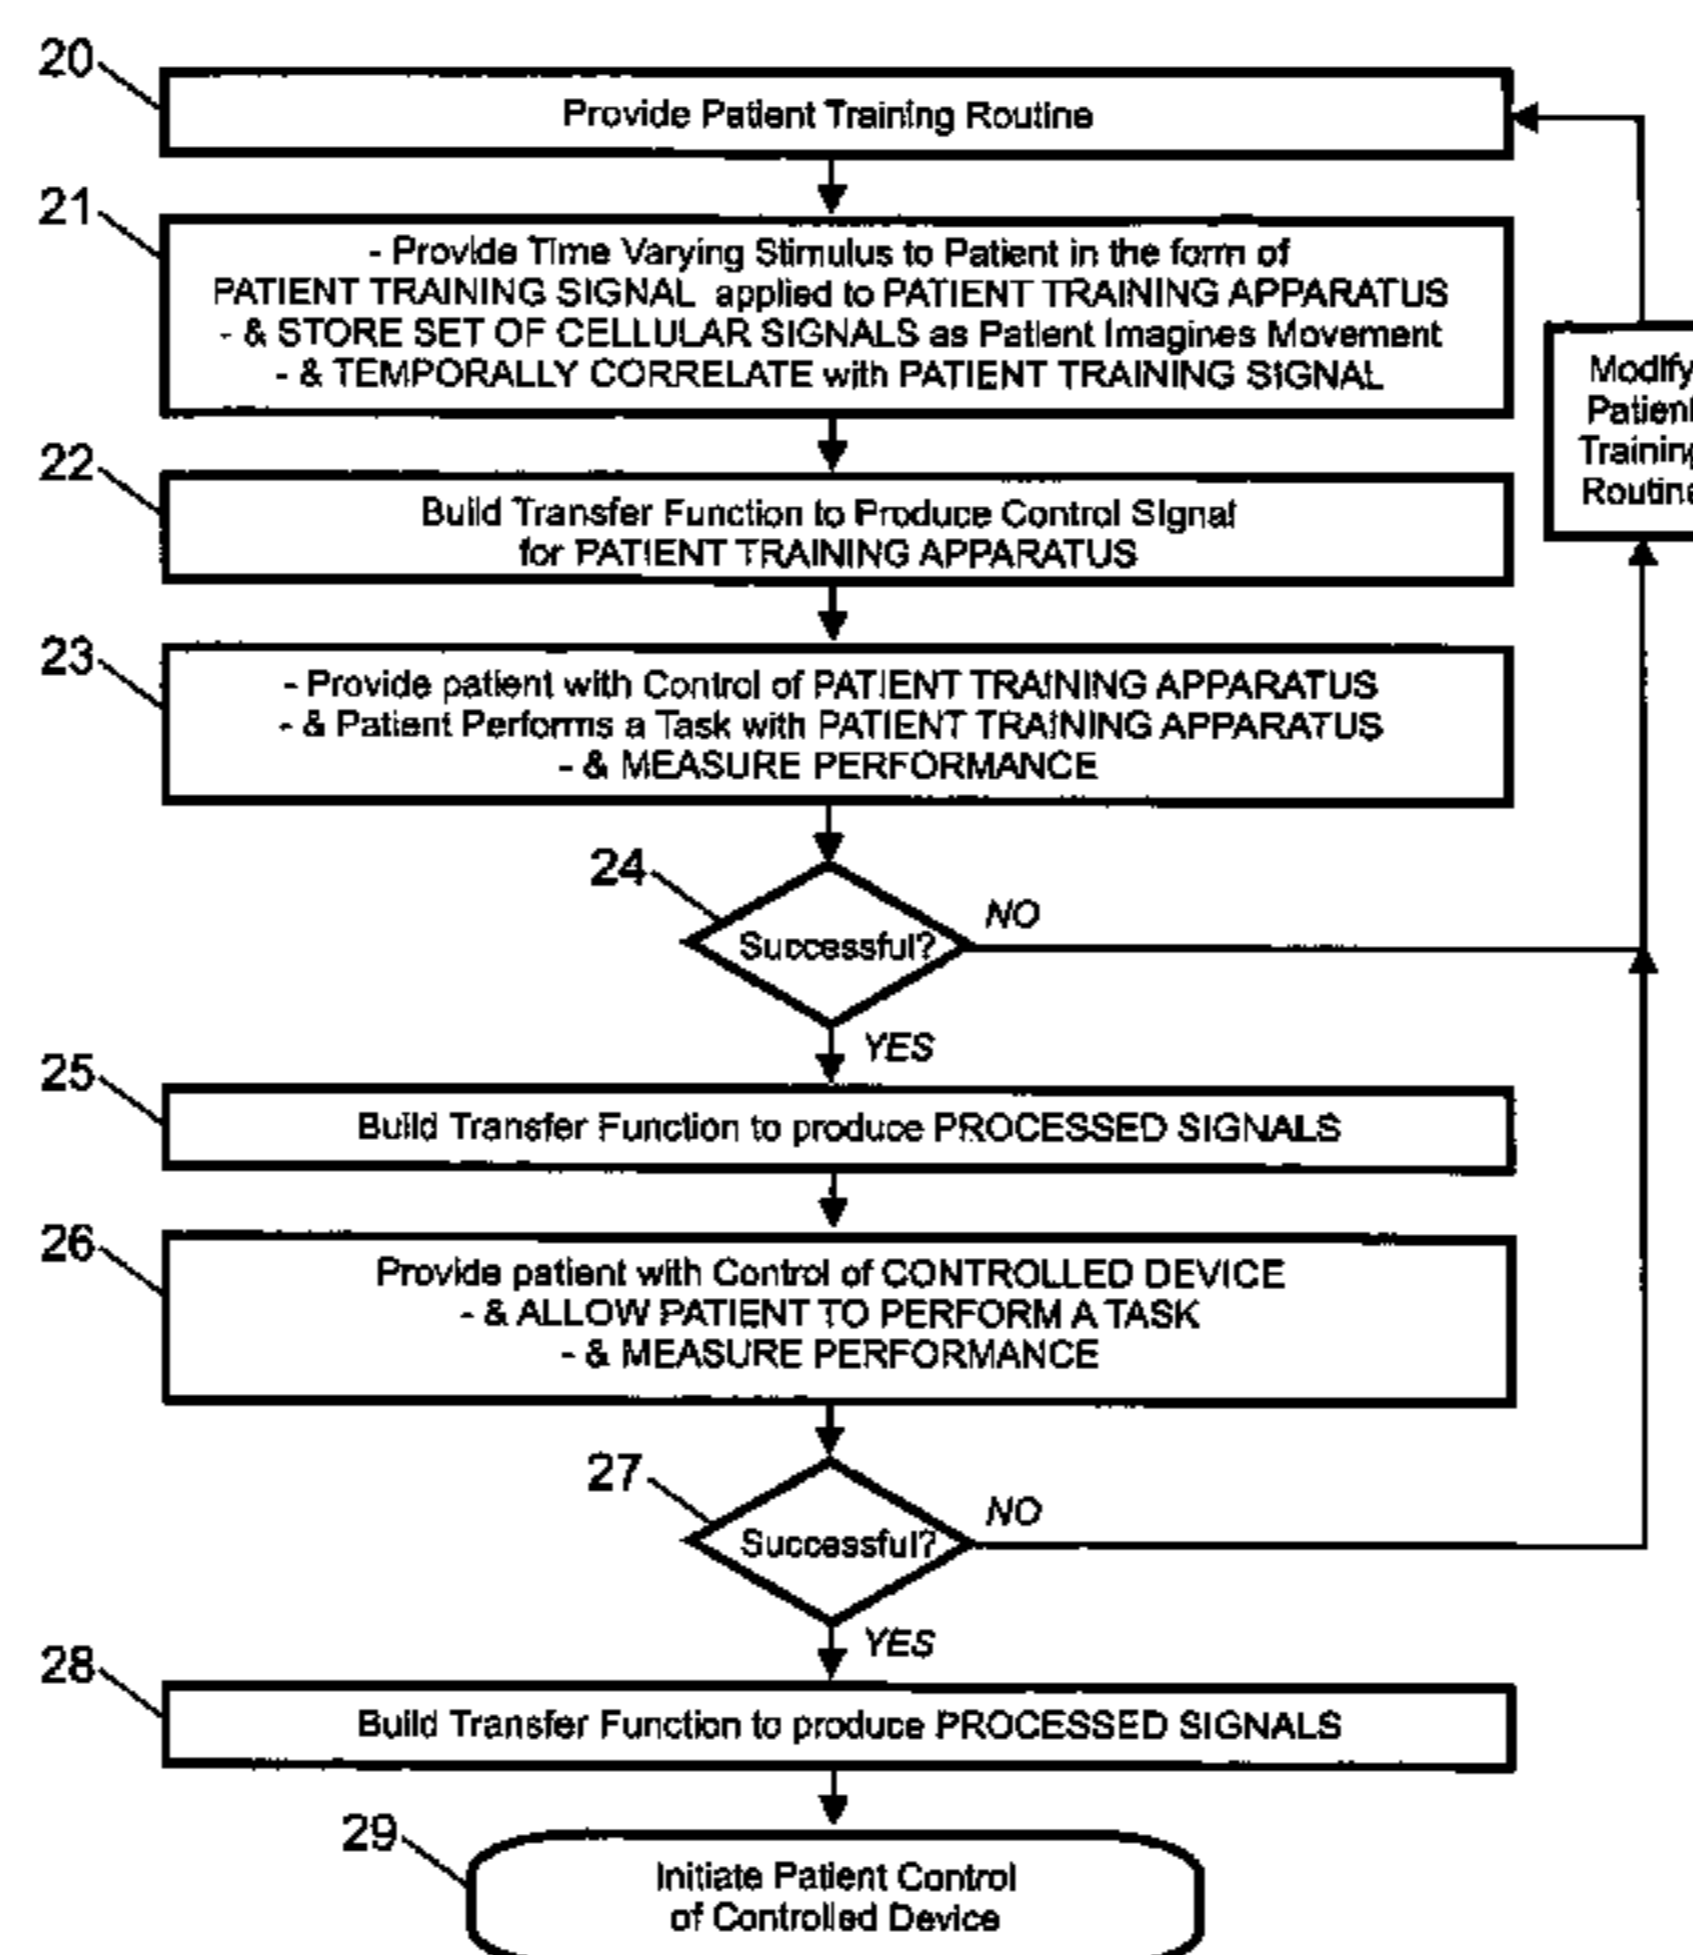 20
Provide Patient Training Routine
21
- Provide Time Varying Stimulus to Patient in the form of
PATIENT TRAINING SIGNAL applied to PATIENT TRAINING APPARATUS
- & STORE SET OF CELLULAR SIGNALS as Patient Imagines Movement
- & TEMPORALLY CORRELATE with PATIENT TRAINING SIGNAL
Modify
Patient
Training
Routine
22
Build Transfer Function to Produce Control Signal
for PATIENT TRAINING APPARATUS
23
- Provide patient with Control of PATIENT TRAINING APPARATUS
- & Patient Performs a Task with PATIENT TRAINING APPARATUS
- & MEASURE PERFORMANCE
24
Successful?
NO
YES
25
Build Transfer Function to produce PROCESSED SIGNALS
26
Provide patient with Control of CONTROLLED DEVICE
- & ALLOW PATIENT TO PERFORM A TASK
- & MEASURE PERFORMANCE
27
Successful?
NO
YES
28
Build Transfer Function to produce PROCESSED SIGNALS
29
Initiate Patient Control
of Controlled Device